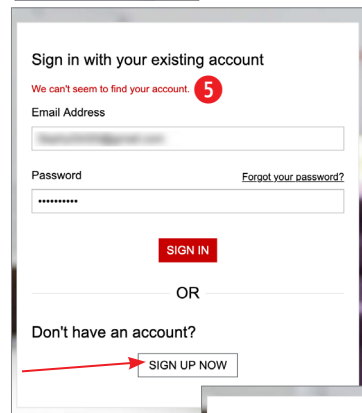 Sign in with your existing account
We can't seem to find your account. 5
Email Address
Password Forgot your password?
••••••••••
SIGN IN
OR
Don't have an account?
SIGN UP NOW